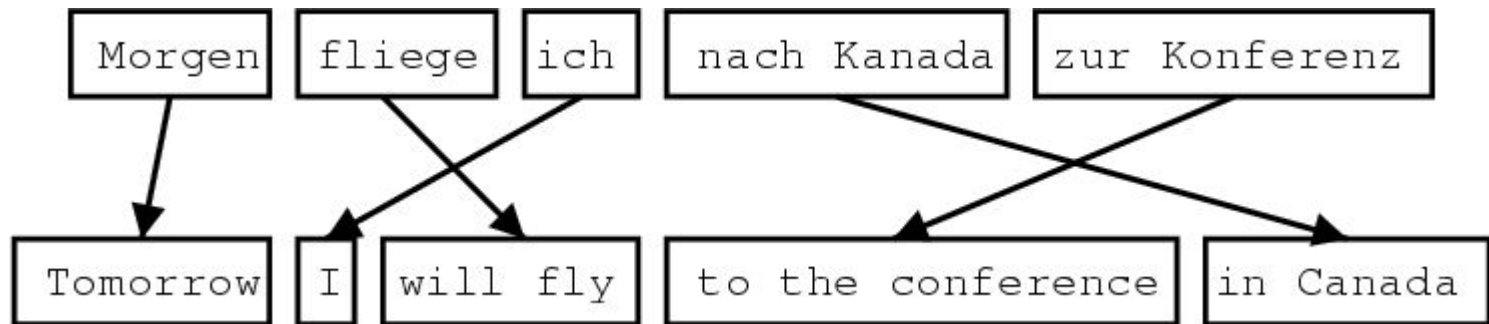 Morgen fliege ich nach Kanada zur Konferenz
Tomorrow I will fly to the conference in Canada